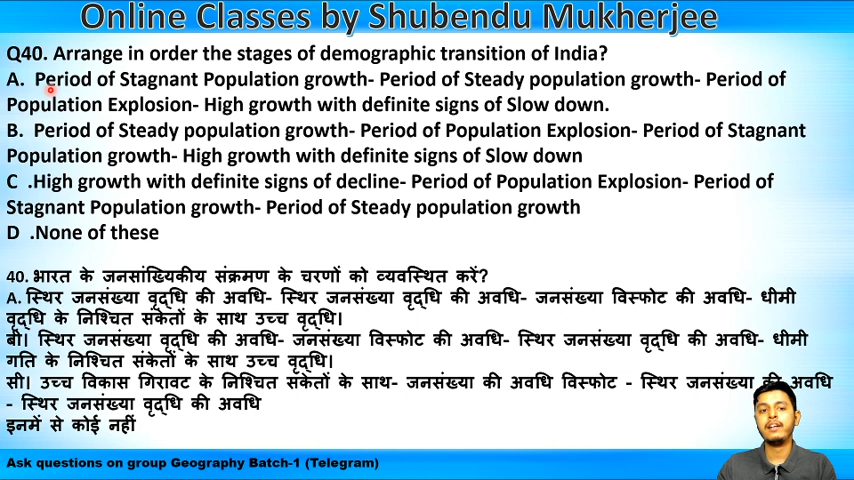 Online Classes by Shubendu Mukherjee
Q40. Arrange in order the stages of demographic transition of India?
A. Period of Stagnant Population growth- Period of Steady population growth- Period of
Population Explosion- High growth with definite signs of Slow down.
B. Period of Steady population growth- Period of Population Explosion- Period of Stagnant
Population growth- High growth with definite signs of Slow down
C .High growth with definite signs of decline- Period of Population Explosion- Period of
Stagnant Population growth- Period of Steady population growth
D .None of these
40. भारत के जनसांख्यिकीय संक्रमण के चरणों को व्यवस्थित करें?
A. स्थिर जनसंख्या वृद्धि की अवधि- स्थिर जनसंख्या वृद्धि की अवधि- जनसंख्या विस्फोट की अवधि- धीमी
वृद्धि के निश्चित संकेतों के साथ उच्च वृद्धि।
बी। स्थिर जनसंख्या वृद्धि की अवधि- जनसंख्या विस्फोट की अवधि- स्थिर जनसंख्या वृद्धि की अवधि- धीमी
गति के निश्चित संकेतों के साथ उच्च वृद्धि।
सी। उच्च विकास गिरावट के निश्चित संकेतों के साथ- जनसंख्या की अवधि विस्फोट - स्थिर जनसंख्या की अवधि
- स्थिर जनसंख्या वृद्धि की अवधि
इनमें से कोई नहीं
Ask questions on group Geography Batch-1 (Telegram)